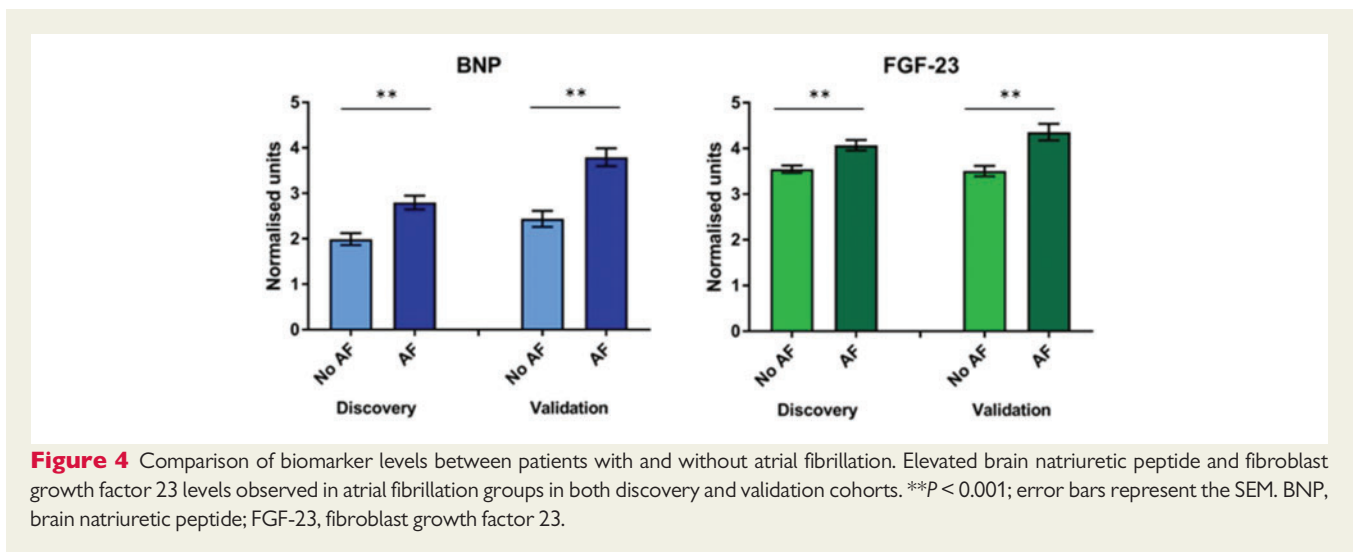 BNP
**
**
Normalised units
5
4
3
2
1
0
No AF
AF
No AF
AF
Discovery
Validation
FGF-23
**
**
Normalised units
5
4
3
2
1
0
No AF
AF
No AF
AF
Discovery
Validation
Figure 4 Comparison of biomarker levels between patients with and without atrial fibrillation. Elevated brain natriuretic peptide and fibroblast
growth factor 23 levels observed in atrial fibrillation groups in both discovery and validation cohorts. **P < 0.001; error bars represent the SEM. BNP,
brain natriuretic peptide; FGF-23, fibroblast growth factor 23.